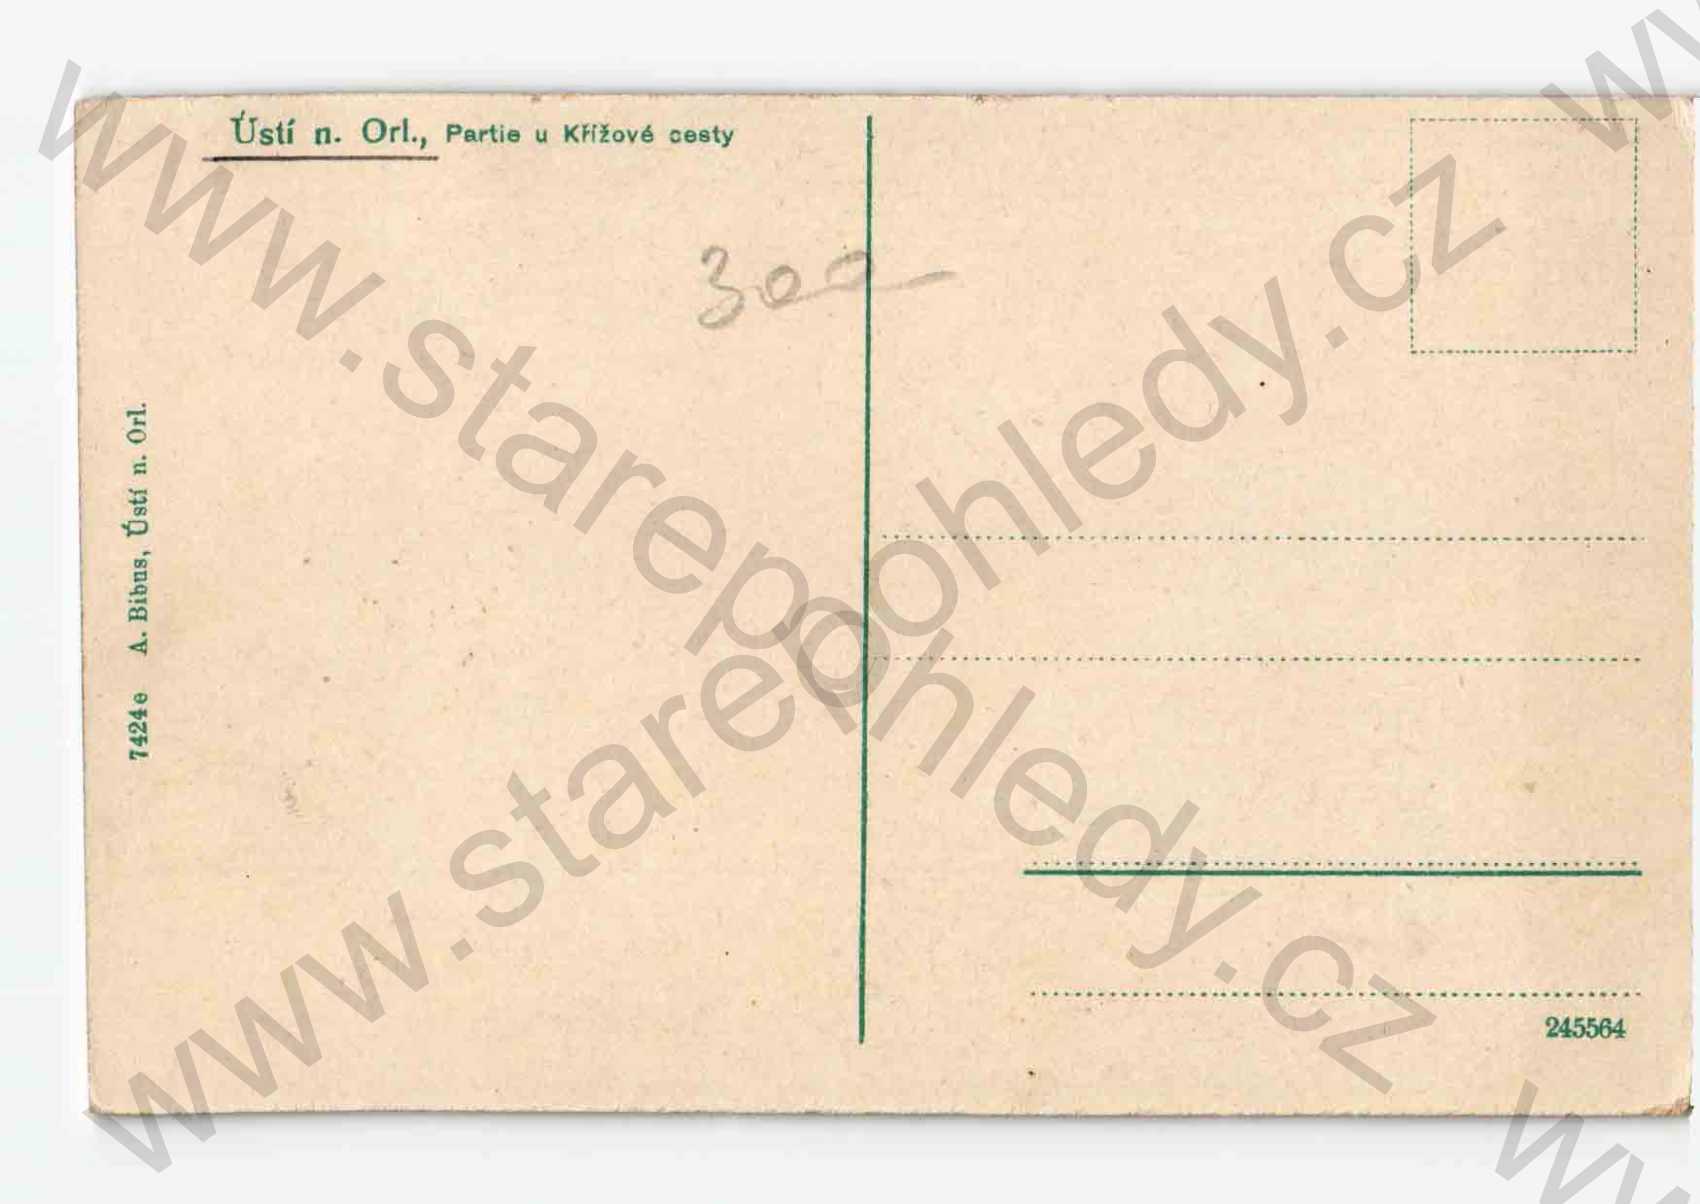 Ústí n. Orl., Partie u Křížové cesty
300
7424e A. Bibus, Ústí n. Orl.
245564
www.starepohledy.cz
www.starepohledy.cz